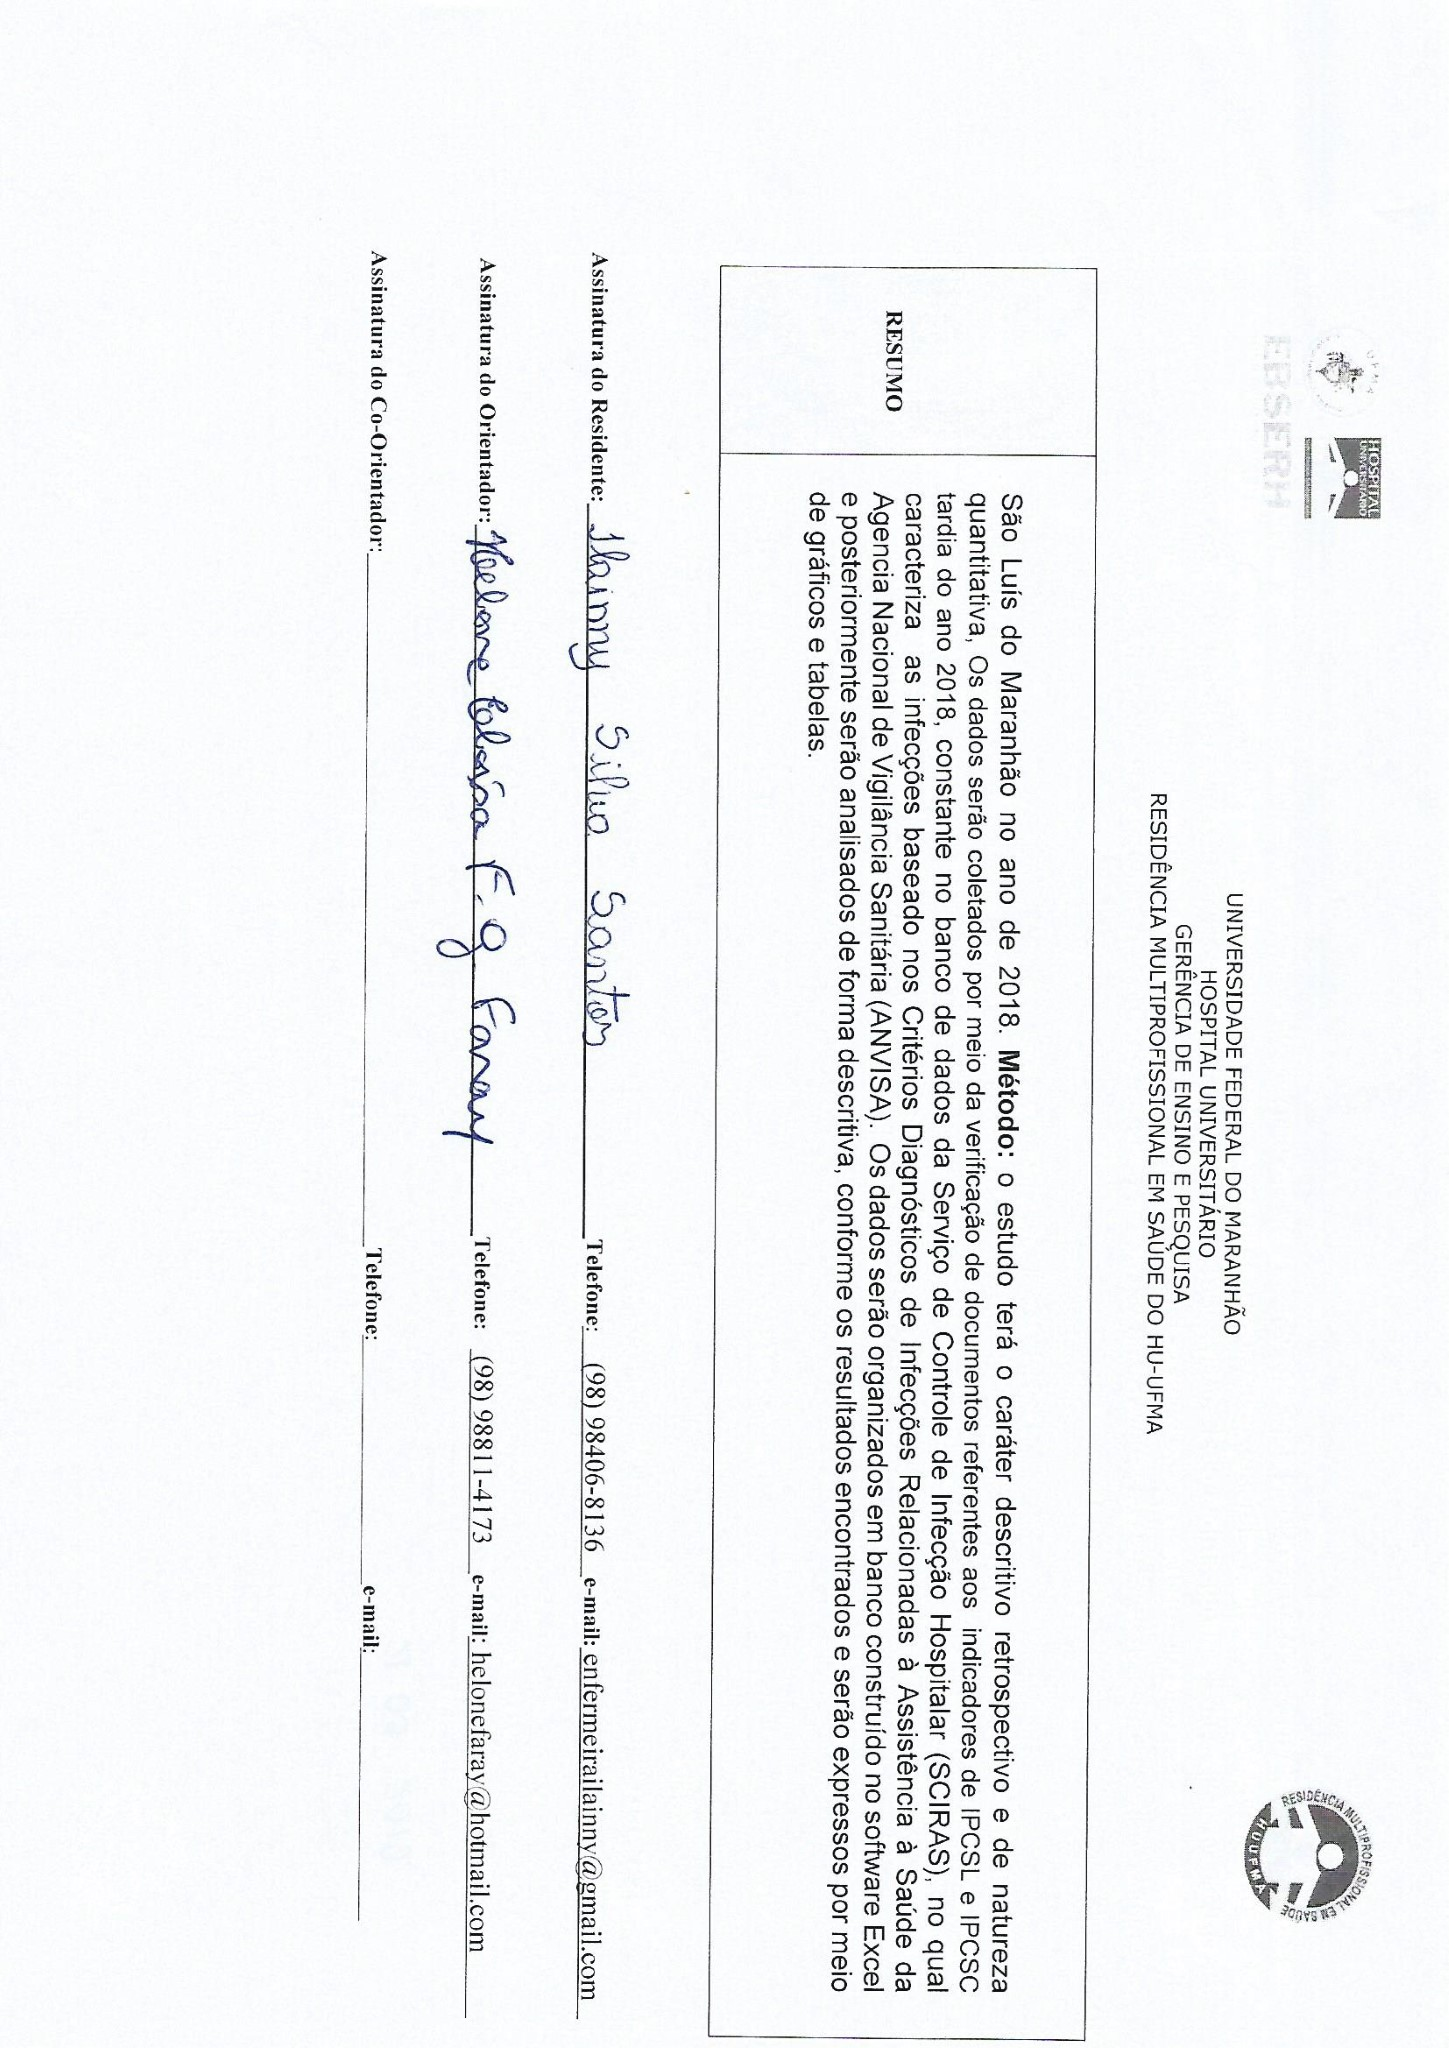 HOSPITAL
UNIVERSITÁRIO
EBSERH
UNIVERSIDADE FEDERAL DO MARANHÃO
HOSPITAL UNIVERSITÁRIO
GERÊNCIA DE ENSINO E PESQUISA
RESIDÊNCIA MULTIPROFISSIONAL EM SAÚDE DO HU-UFMA
RESIDÊNCIA MULTIPROFISSIONAL EM SAÚDE
HUUFMA
RESUMO
São Luís do Maranhão no ano de 2018. Método: o estudo terá o caráter descritivo retrospectivo e de natureza
quantitativa, Os dados serão coletados por meio da verificação de documentos referentes aos indicadores de IPCSL e IPCSC
tardia do ano 2018, constante no banco de dados da Serviço de Controle de Infecção Hospitalar (SCIRAS), no qual
caracteriza as infecções baseado nos Critérios Diagnósticos de Infecções Relacionadas à Assistência à Saúde da
Agencia Nacional de Vigilância Sanitária (ANVISA). Os dados serão organizados em banco construído no software Excel
e posteriormente serão analisados de forma descritiva, conforme os resultados encontrados e serão expressos por meio
de gráficos e tabelas.
Assinatura do Residente: Ilainny Silva Santos Telefone: (98) 98406-8136 e-mail: enfermeirailainny@gmail.com
Assinatura do Orientador: F. g Faray Telefone: (98) 98811-4173 e-mail: helonefaray@hotmail.com
Assinatura do Co-Orientador: Telefone: e-mail: